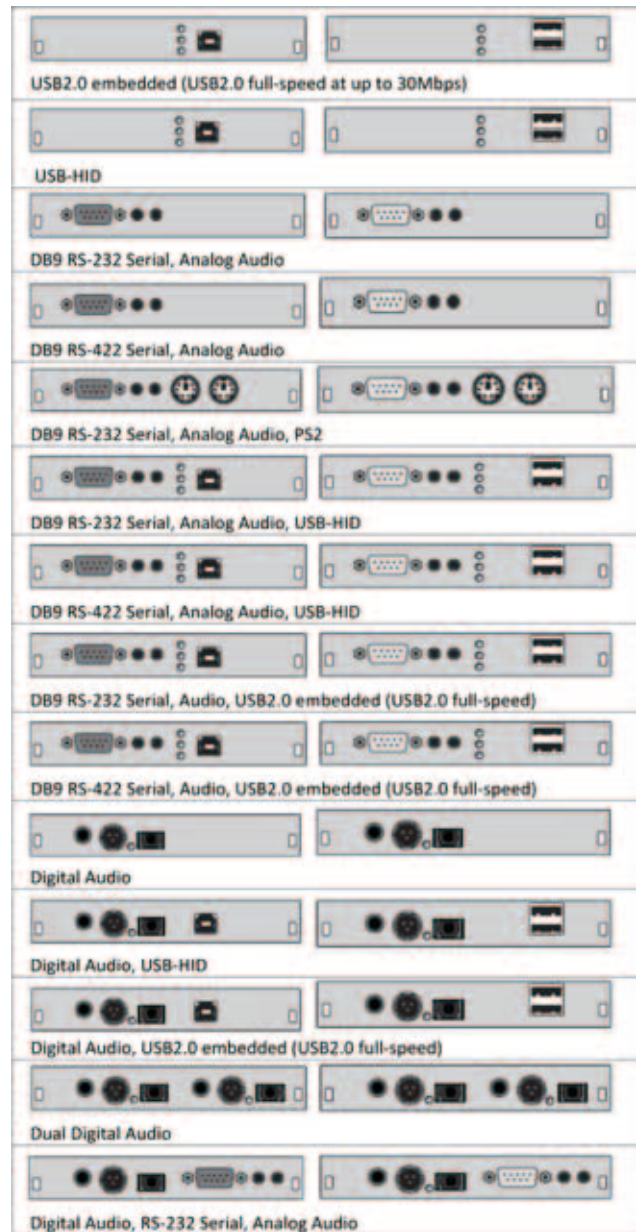 USB2.0 embedded (USB2.0 full-speed at up to 30Mbps)
USB-HID
DB9 RS-232 Serial, Analog Audio
DB9 RS-422 Serial, Analog Audio
DB9 RS-232 Serial, Analog Audio, PS2
DB9 RS-232 Serial, Analog Audio, USB-HID
DB9 RS-422 Serial, Analog Audio, USB-HID
DB9 RS-232 Serial, Audio, USB2.0 embedded (USB2.0 full-speed)
DB9 RS-422 Serial, Audio, USB2.0 embedded (USB2.0 full-speed)
Digital Audio
Digital Audio, USB-HID
Digital Audio, USB2.0 embedded (USB2.0 full-speed)
Dual Digital Audio
Digital Audio, RS-232 Serial, Analog Audio